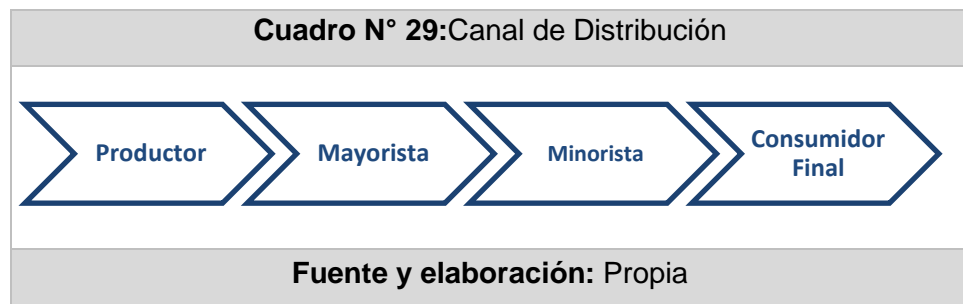 Cuadro N° 29:Canal de Distribución
Productor
Mayorista
Minorista
Consumidor
Final
Fuente y elaboración: Propia